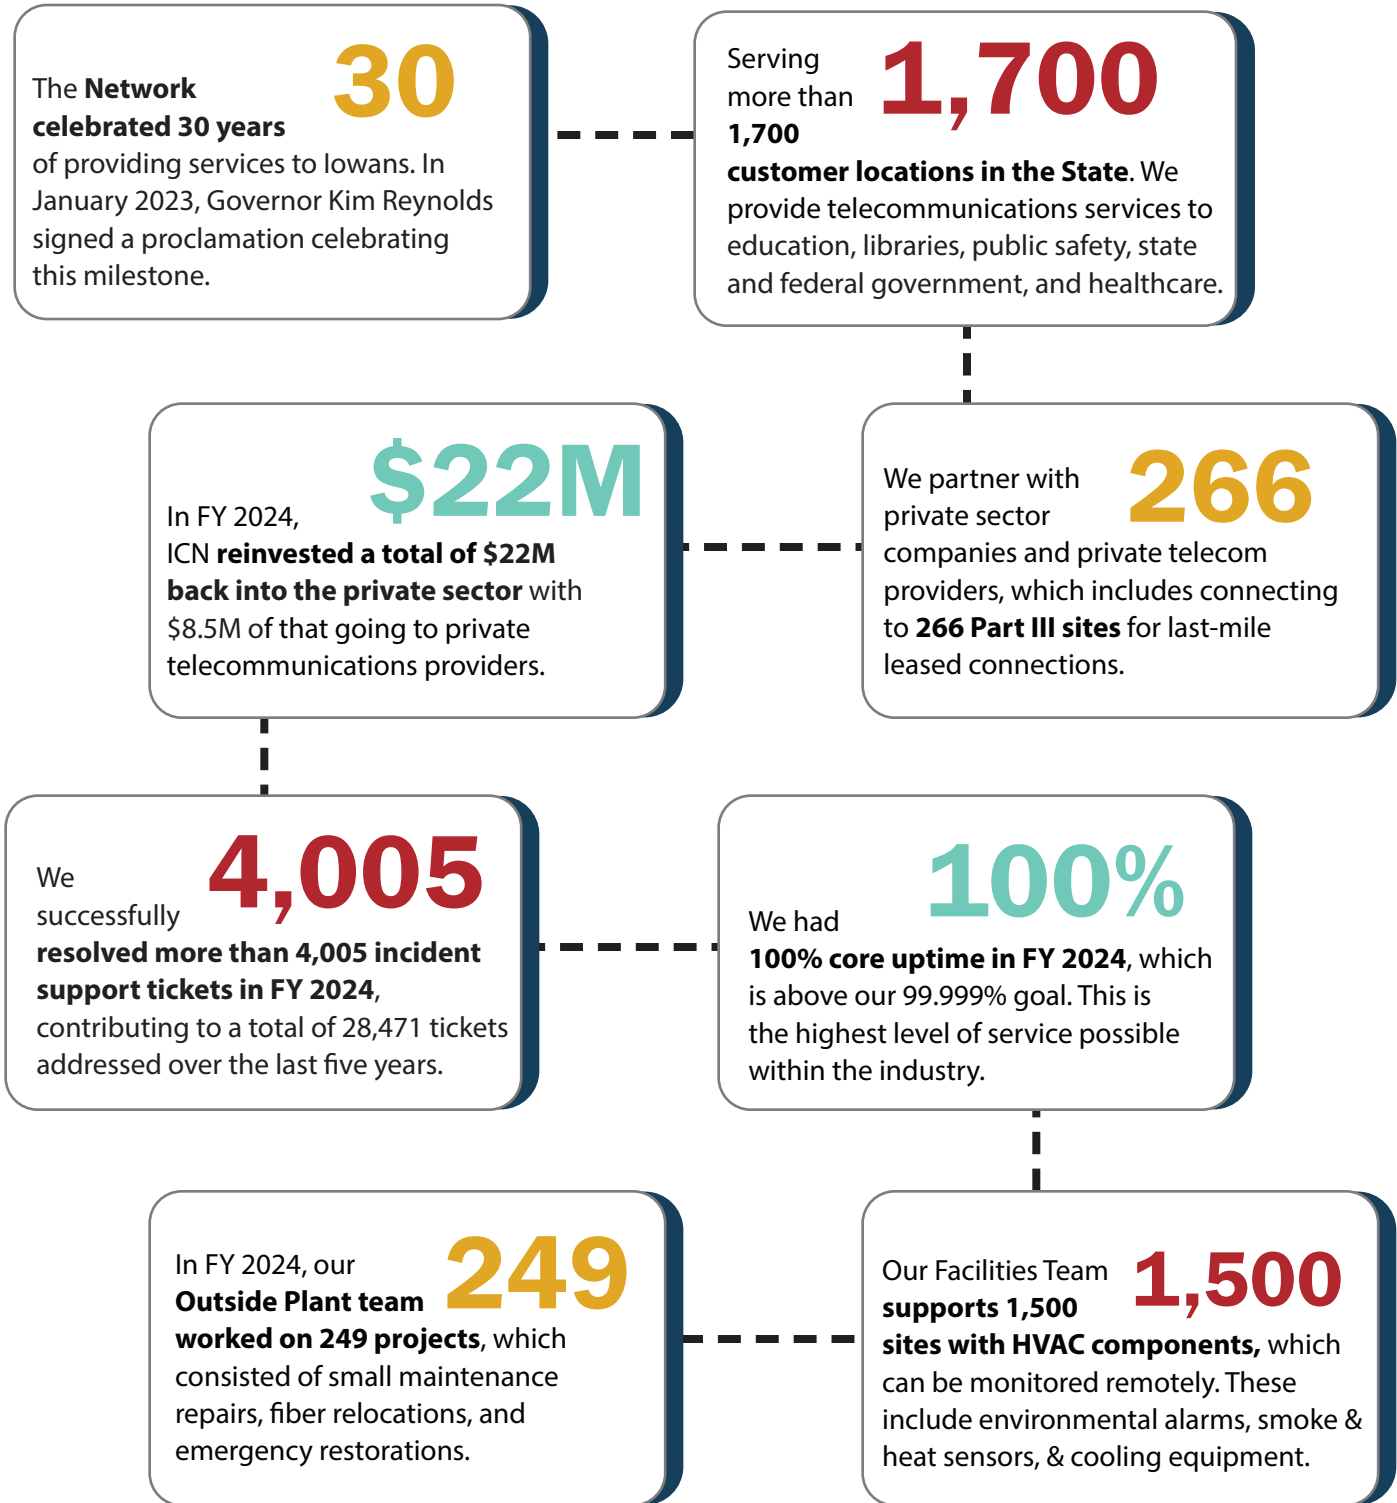 30
The Network
celebrated 30 years
of providing services to Iowans. In
January 2023, Governor Kim Reynolds
signed a proclamation celebrating
this milestone.
1,700
Serving
more than
1,700
customer locations in the State. We
provide telecommunications services to
education, libraries, public safety, state
and federal government, and healthcare.
$22M
In FY 2024,
ICN reinvested a total of $22M
back into the private sector with
$8.5M of that going to private
telecommunications providers.
266
We partner with
private sector
companies and private telecom
providers, which includes connecting
to 266 Part III sites for last-mile
leased connections.
4,005
We
successfully
resolved more than 4,005 incident
support tickets in FY 2024,
contributing to a total of 28,471 tickets
addressed over the last five years.
100%
We had
100% core uptime in FY 2024, which
is above our 99.999% goal. This is
the highest level of service possible
within the industry.
249
In FY 2024, our
Outside Plant team
worked on 249 projects, which
consisted of small maintenance
repairs, fiber relocations, and
emergency restorations.
1,500
Our Facilities Team
supports 1,500
sites with HVAC components, which
can be monitored remotely. These
include environmental alarms, smoke &
heat sensors, & cooling equipment.